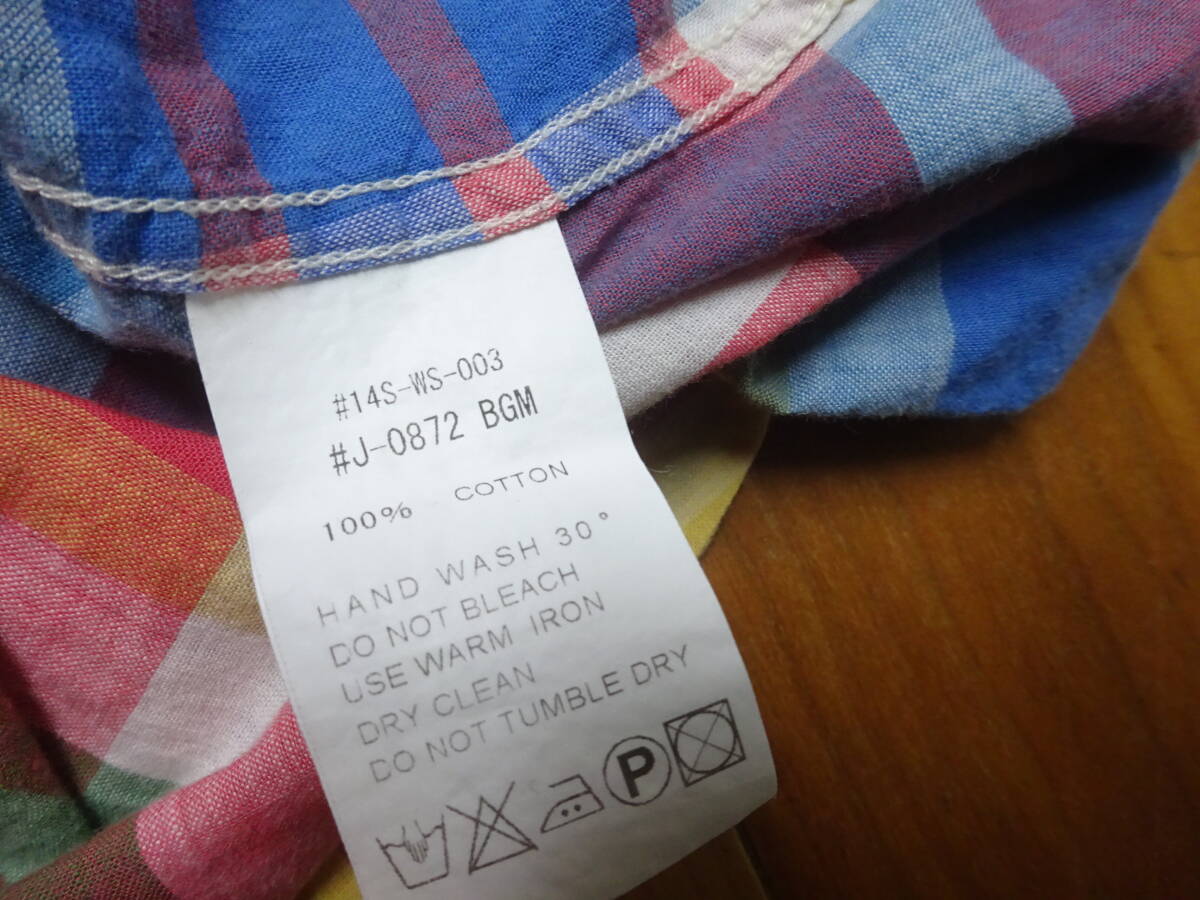 #14S-WS-003
#J-0872 BGM
100% COTTON
HAND WASH 30°
DO NOT BLEACH
USE WARM IRON
DRY CLEAN
DO NOT TUMBLE DRY
P